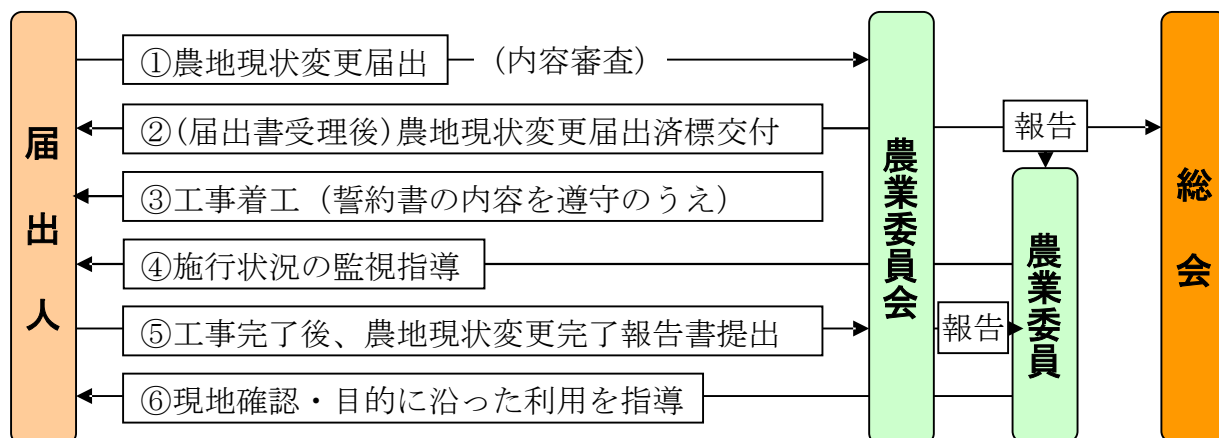 届出人
①農地現状変更届出
(内容審査)
②(届出書受理後)農地現状変更届出済標交付
③工事着工（誓約書の内容を遵守のうえ）
④施行状況の監視指導
⑤工事完了後、農地現状変更完了報告書提出
⑥現地確認・目的に沿った利用を指導
農業委員会
報告
報告
農業委員
総会